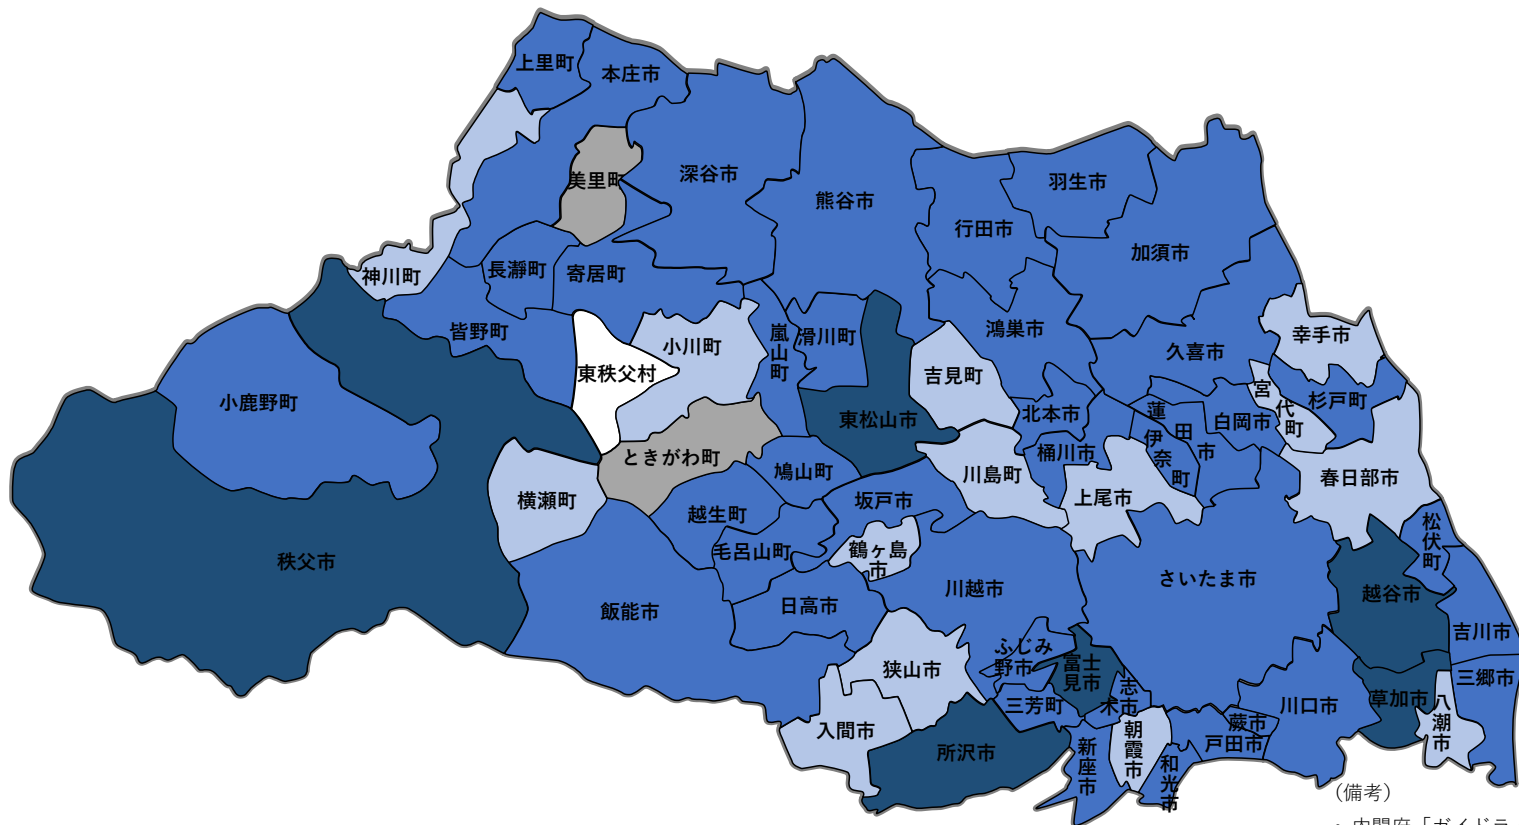 上里町
本庄市
美里町
深谷市
熊谷市
羽生市
行田市
加須市
神川町
長瀞町
寄居町
皆野町
小川町
嵐山町
滑川町
鴻巣市
久喜市
幸手市
東秩父村
吉見町
小鹿野町
東松山市
北本市
蓮田市
白岡市
宮代町
杉戸町
ときがわ町
鳩山町
川島町
桶川市
伊奈町
上尾市
春日部市
横瀬町
越生町
坂戸市
松伏町
秩父市
毛呂山町
鶴ヶ島
市
川越市
さいたま市
越谷市
飯能市
日高市
吉川市
ふじみ
野市
富士
見市
狭山市
志
木市
三芳町
三郷市
入間市
所沢市
新座市
朝霞市
和光市
蕨市
戸田市
川口市
草加市
八潮市
（備考）